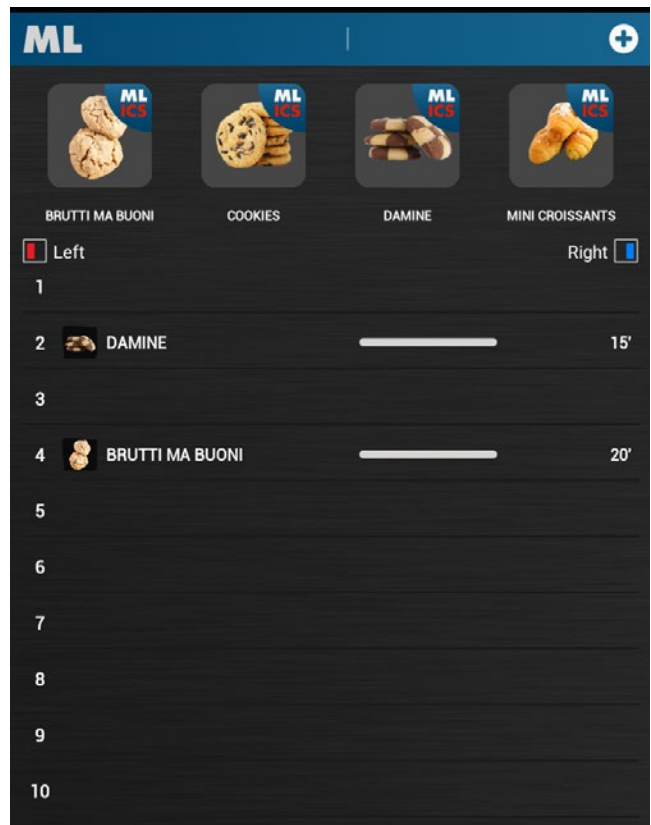 ML
ML
ICS
ML
ICS
ML
ICS
ML
ICS
BRUTTI MA BUONI COOKIES DAMINE MINI CROISSANTS
Left Right
1
2 DAMINE 15'
3
4 BRUTTI MA BUONI 20'
5
6
7
8
9
10